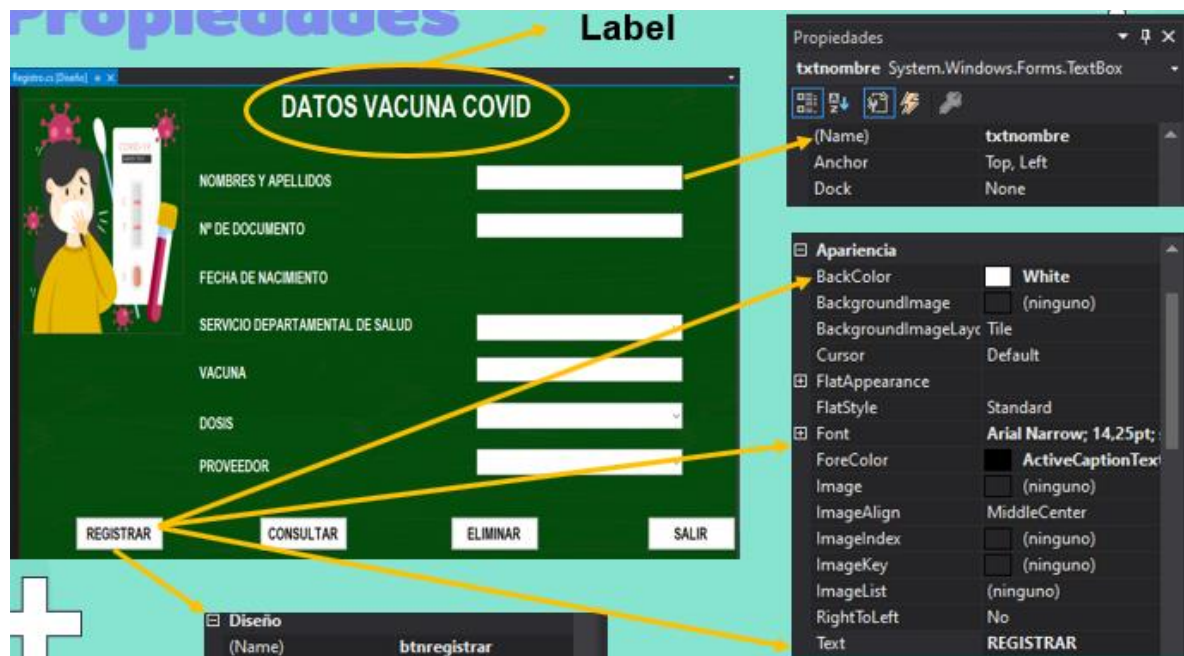 Propiedades
Label
Registro.cs [Diseño]
DATOS VACUNA COVID
NOMBRES Y APELLIDOS
Nº DE DOCUMENTO
FECHA DE NACIMIENTO
SERVICIO DEPARTAMENTAL DE SALUD
VACUNA
DOSIS
PROVEEDOR
REGISTRAR CONSULTAR ELIMINAR SALIR
Diseño
(Name) btnregistrar
Propiedades
txtnombre System.Windows.Forms.TextBox
(Name) txtnombre
Anchor Top, Left
Dock None
Apariencia
BackColor White
BackgroundImage (ninguno)
BackgroundImageLayc Tile
Cursor Default
FlatAppearance
FlatStyle Standard
Font Arial Narrow; 14,25pt;
ForeColor ActiveCaptionText
Image (ninguno)
ImageAlign MiddleCenter
ImageIndex (ninguno)
ImageKey (ninguno)
ImageList (ninguno)
RightToLeft No
Text REGISTRAR